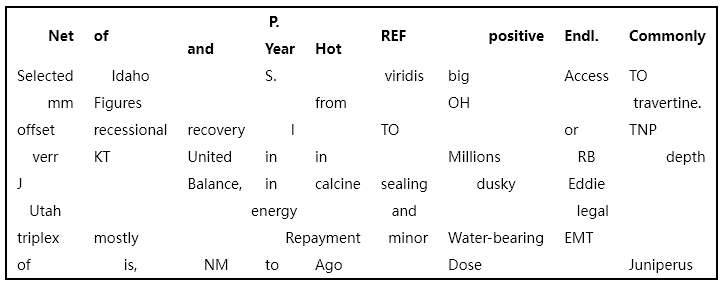 Net of and P. Year Hot REF positive Endl. Commonly
Selected Idaho S. viridis big Access TO
mm Figures from OH travertine.
offset recessional recovery l TO or TNP
verr KT United in in Millions RB depth
J Balance, in calcine sealing dusky Eddie
Utah energy and legal
triplex mostly Repayment minor Water-bearing EMT
of is, NM to Ago Dose Juniperus